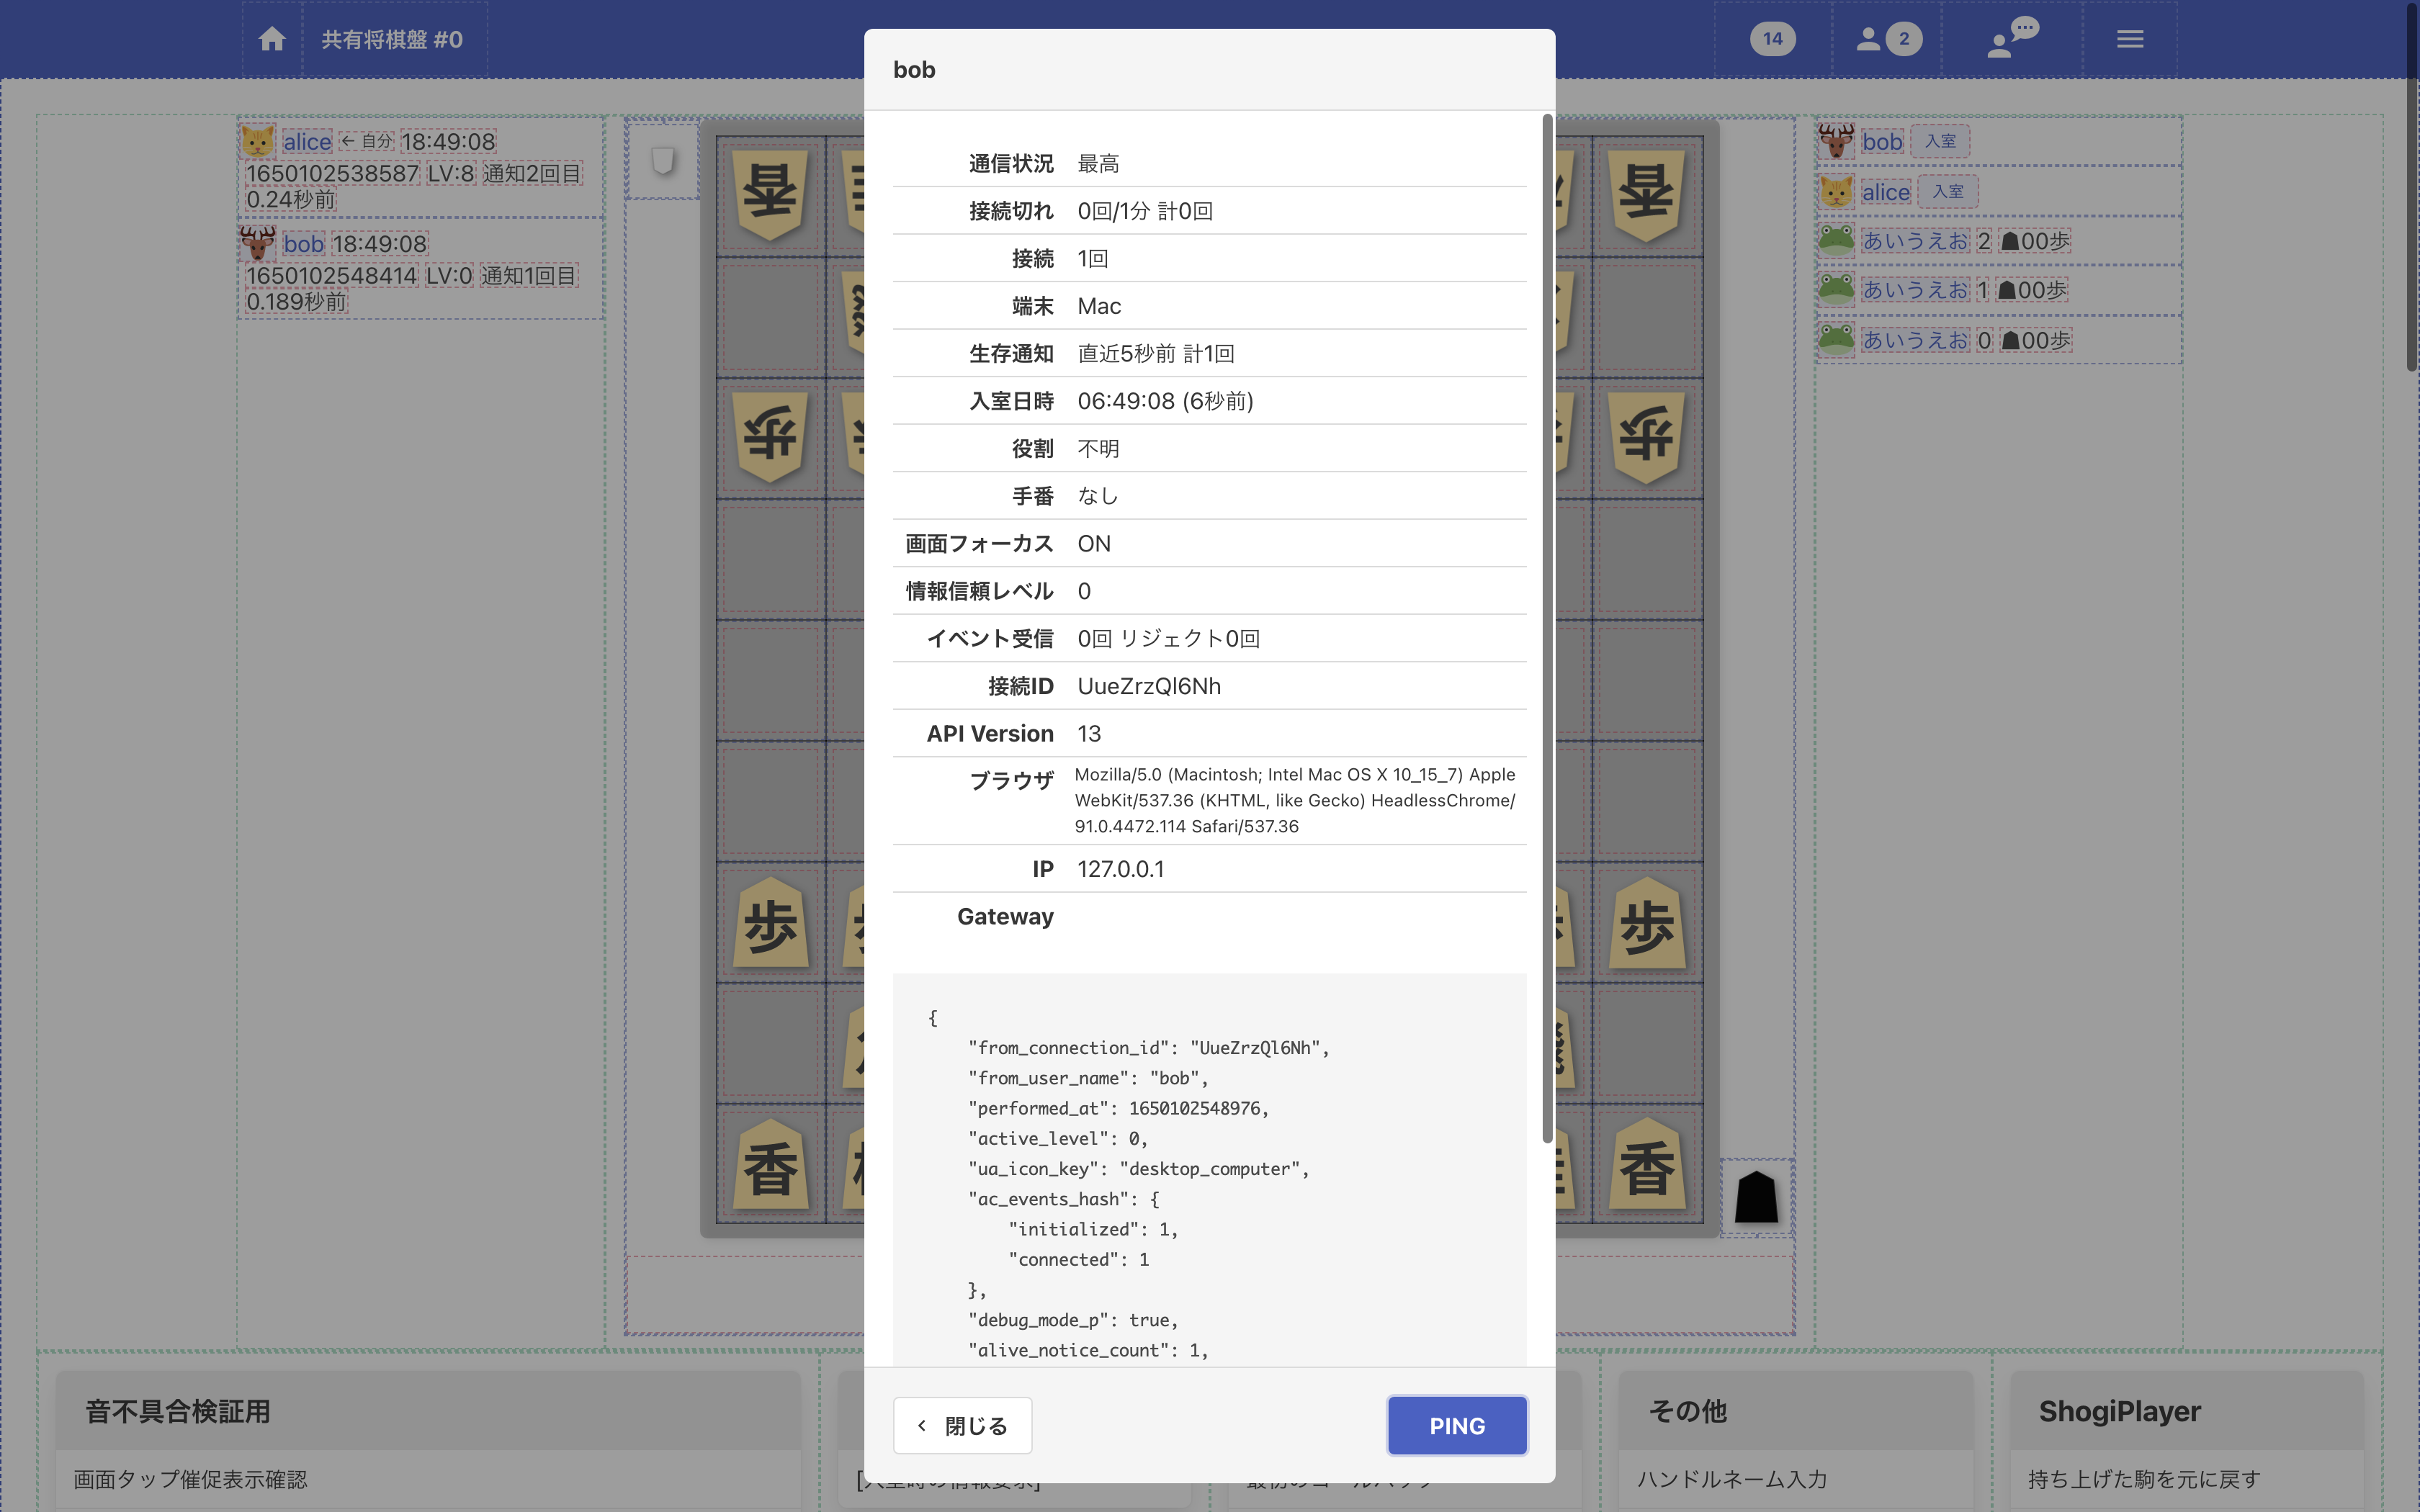 共有将棋盤 #0
14
2
alice ← 自分 18:49:08
1650102538587 LV:8 通知2回目
0.24秒前
bob 18:49:08
1650102548414 LV:0 通知1回目
0.189秒前
香
香
歩
歩
歩
歩
香
香
bob
通信状況 最高
接続切れ 0回/1分 計0回
接続 1回
端末 Mac
生存通知 直近5秒前 計1回
入室日時 06:49:08 (6秒前)
役割 不明
手番 なし
画面フォーカス ON
情報信頼レベル 0
イベント受信 0回 リジェクト0回
接続ID UueZrzQl6Nh
API Version 13
ブラウザ Mozilla/5.0 (Macintosh; Intel Mac OS X 10_15_7) Apple
WebKit/537.36 (KHTML, like Gecko) HeadlessChrome/
91.0.4472.114 Safari/537.36
IP 127.0.0.1
Gateway
{
"from_connection_id": "UueZrzQl6Nh",
"from_user_name": "bob",
"performed_at": 1650102548976,
"active_level": 0,
"ua_icon_key": "desktop_computer",
"ac_events_hash": {
"initialized": 1,
"connected": 1
},
"debug_mode_p": true,
"alive_notice_count": 1,
閉じる
PING
bob 入室
alice 入室
あいうえお 2 ☗00歩
あいうえお 1 ☗00歩
あいうえお 0 ☗00歩
音不具合検証用
画面タップ催促表示確認
その他
ハンドルネーム入力
ShogiPlayer
持ち上げた駒を元に戻す